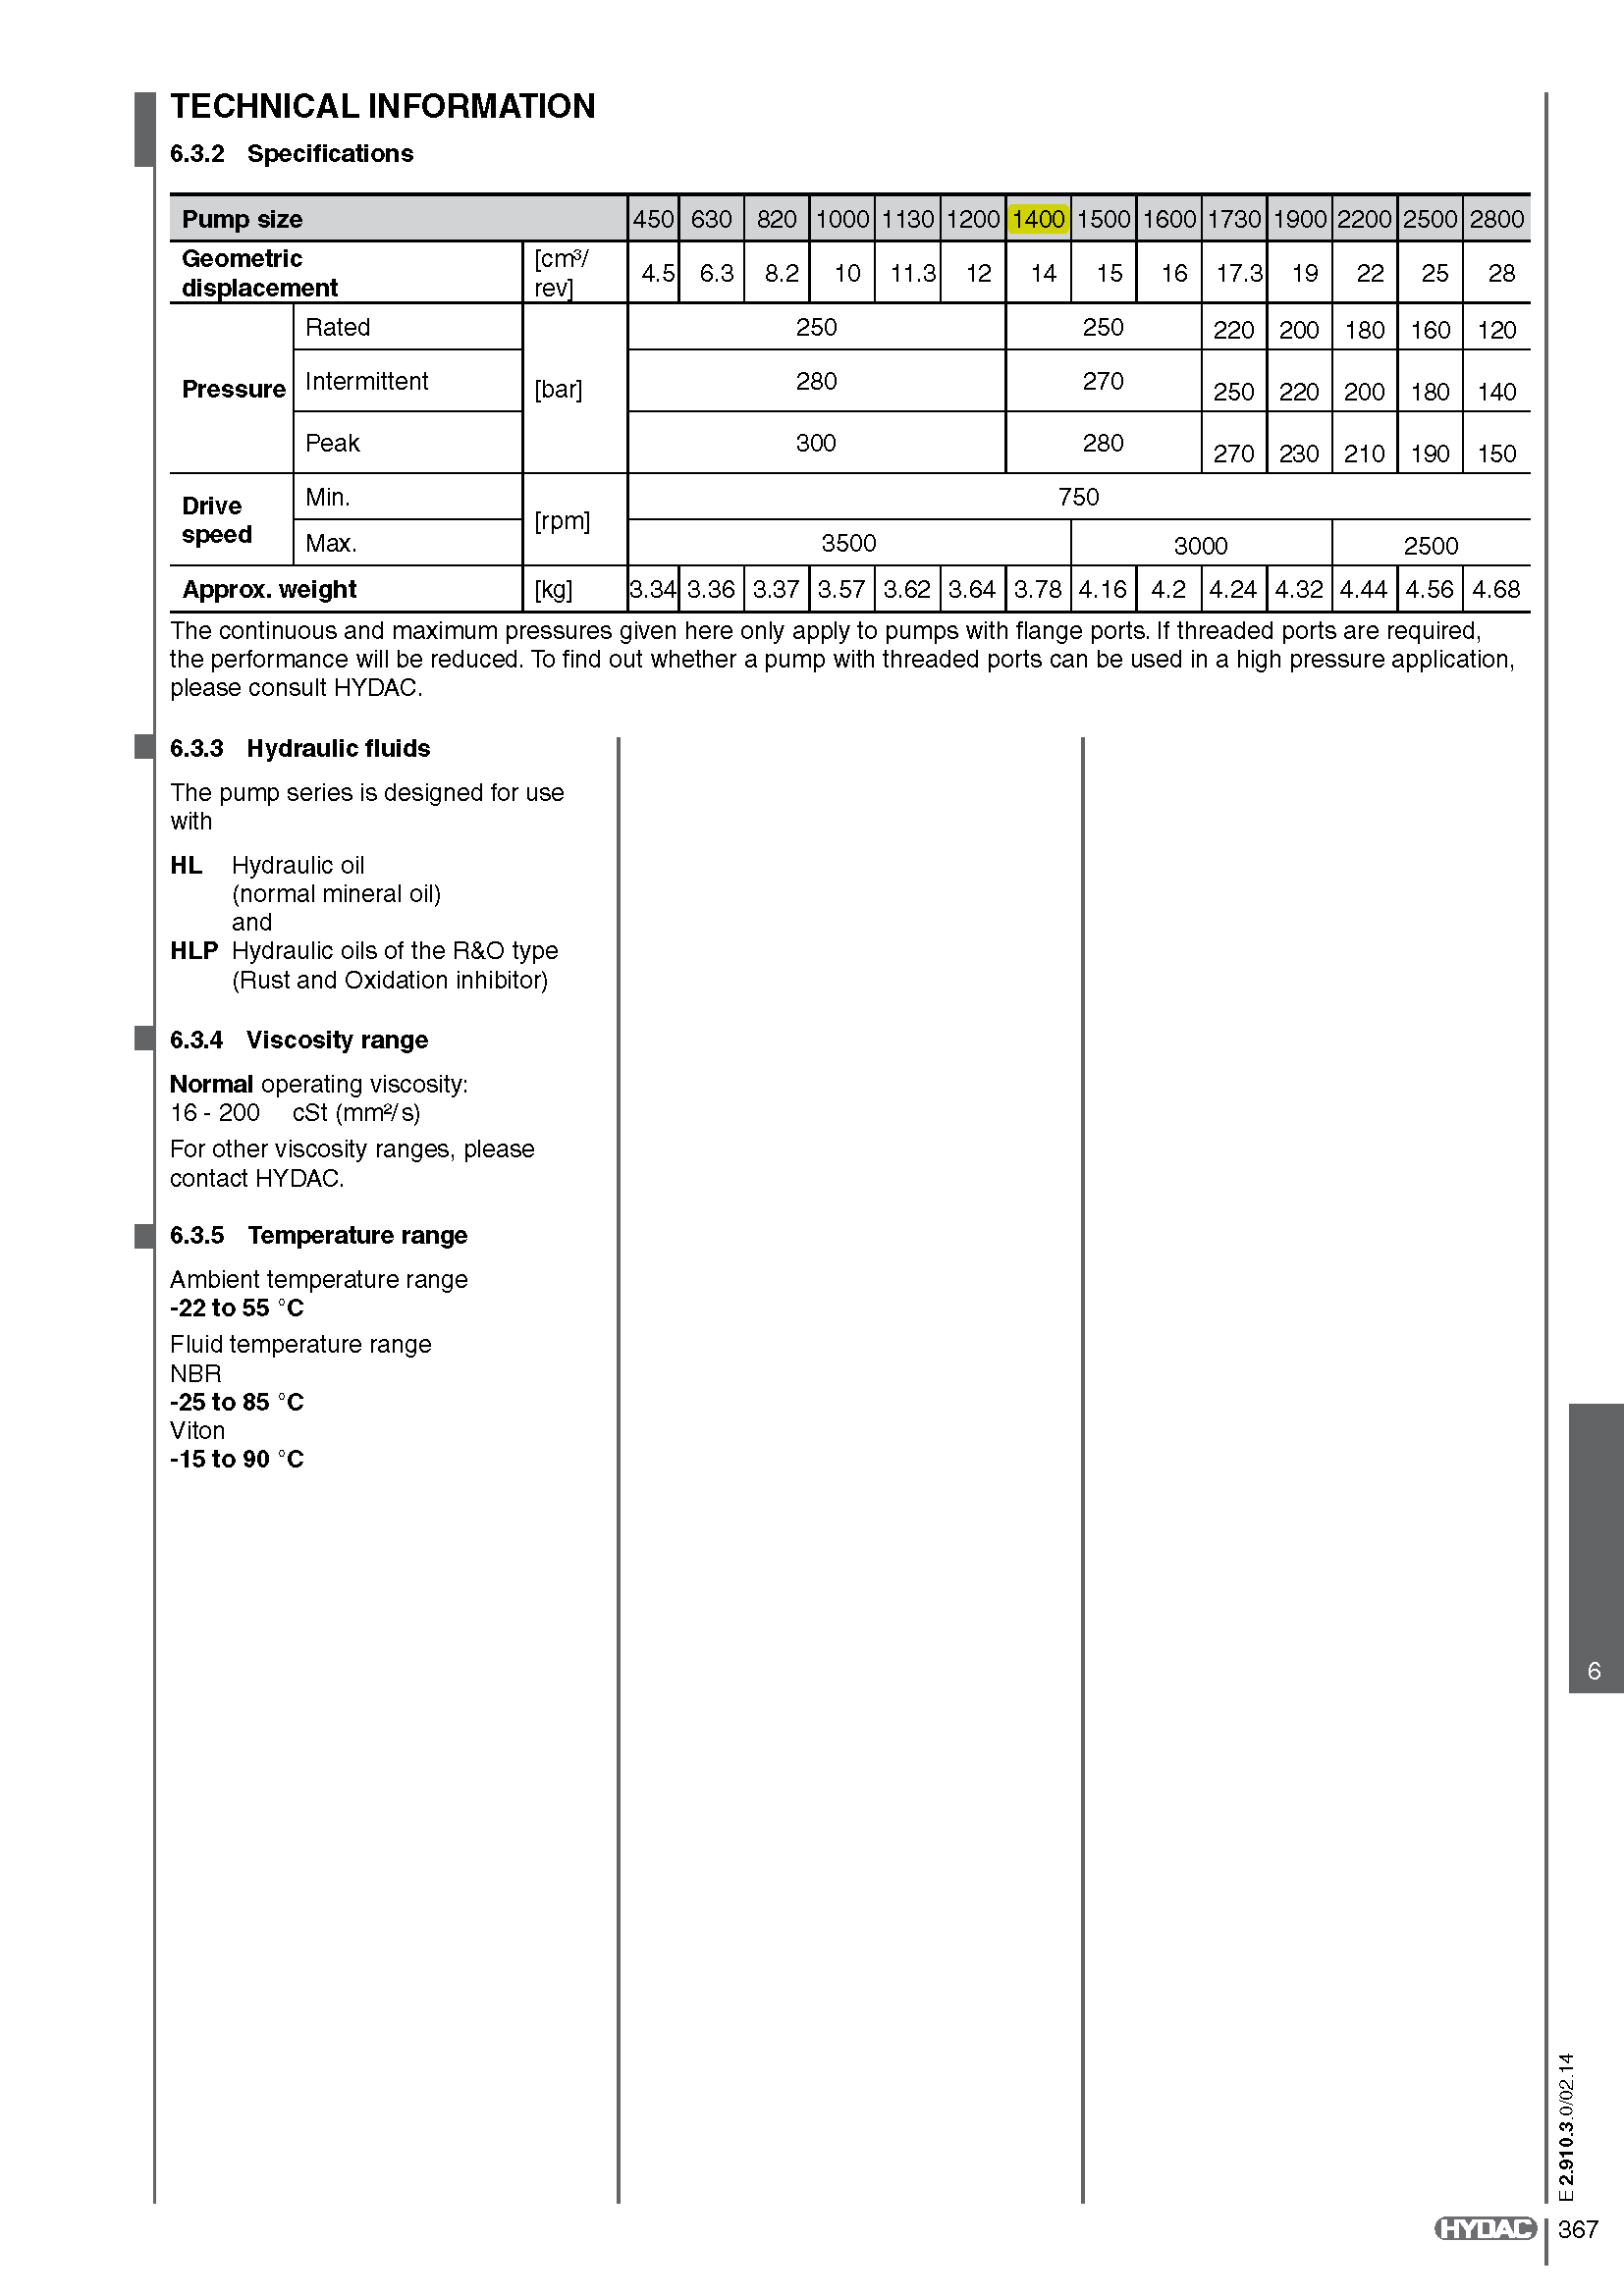 TECHNICAL INFORMATION
6.3.2 Specifications
Pump size 450 630 820 1000 1130 1200 1400 1500 1600 1730 1900 2200 2500 2800
Geometric displacement [cm³/rev] 4.5 6.3 8.2 10 11.3 12 14 15 16 17.3 19 22 25 28
Pressure [bar]
Rated 250 250 220 200 180 160 120
Intermittent 280 270 250 220 200 180 140
Peak 300 280 270 230 210 190 150
Drive speed [rpm]
Min. 750
Max. 3500 3000 2500
Approx. weight [kg] 3.34 3.36 3.37 3.57 3.62 3.64 3.78 4.16 4.2 4.24 4.32 4.44 4.56 4.68
The continuous and maximum pressures given here only apply to pumps with flange ports. If threaded ports are required,
the performance will be reduced. To find out whether a pump with threaded ports can be used in a high pressure application,
please consult HYDAC.
6.3.3 Hydraulic fluids
The pump series is designed for use
with
HL Hydraulic oil
(normal mineral oil)
and
HLP Hydraulic oils of the R&O type
(Rust and Oxidation inhibitor)
6.3.4 Viscosity range
Normal operating viscosity:
16 - 200 cSt (mm²/s)
For other viscosity ranges, please
contact HYDAC.
6.3.5 Temperature range
Ambient temperature range
-22 to 55 °C
Fluid temperature range
NBR
-25 to 85 °C
Viton
-15 to 90 °C
6
E 2.910.3.0/02.14
HYDAC 367